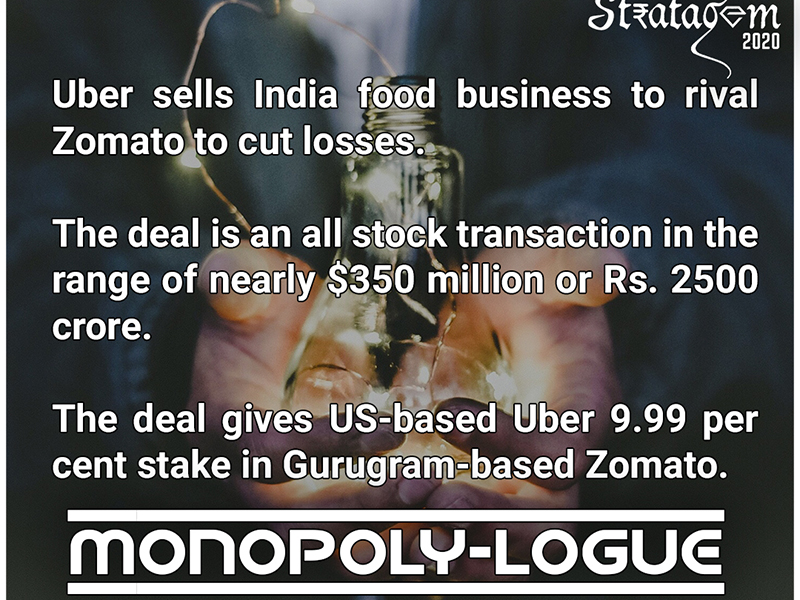 St₹atagem
2020
Uber sells India food business to rival
Zomato to cut losses.
The deal is an all stock transaction in the
range of nearly $350 million or Rs. 2500
crore.
The deal gives US-based Uber 9.99 per
cent stake in Gurugram-based Zomato.
MONOPOLY-LOGUE